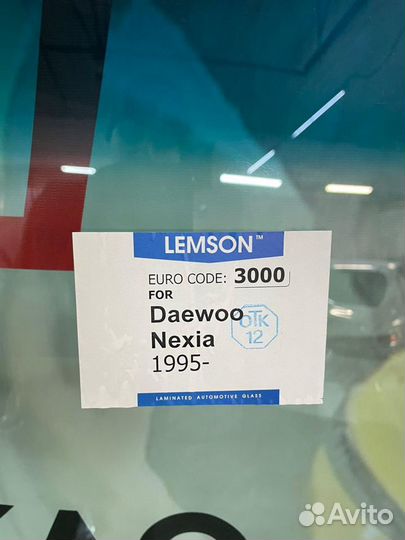 LEMSON™
EURO CODE: 3000
FOR
Daewoo
Nexia
1995-
ОТК
12
LAMINATED AUTOMOTIVE GLASS
Avito